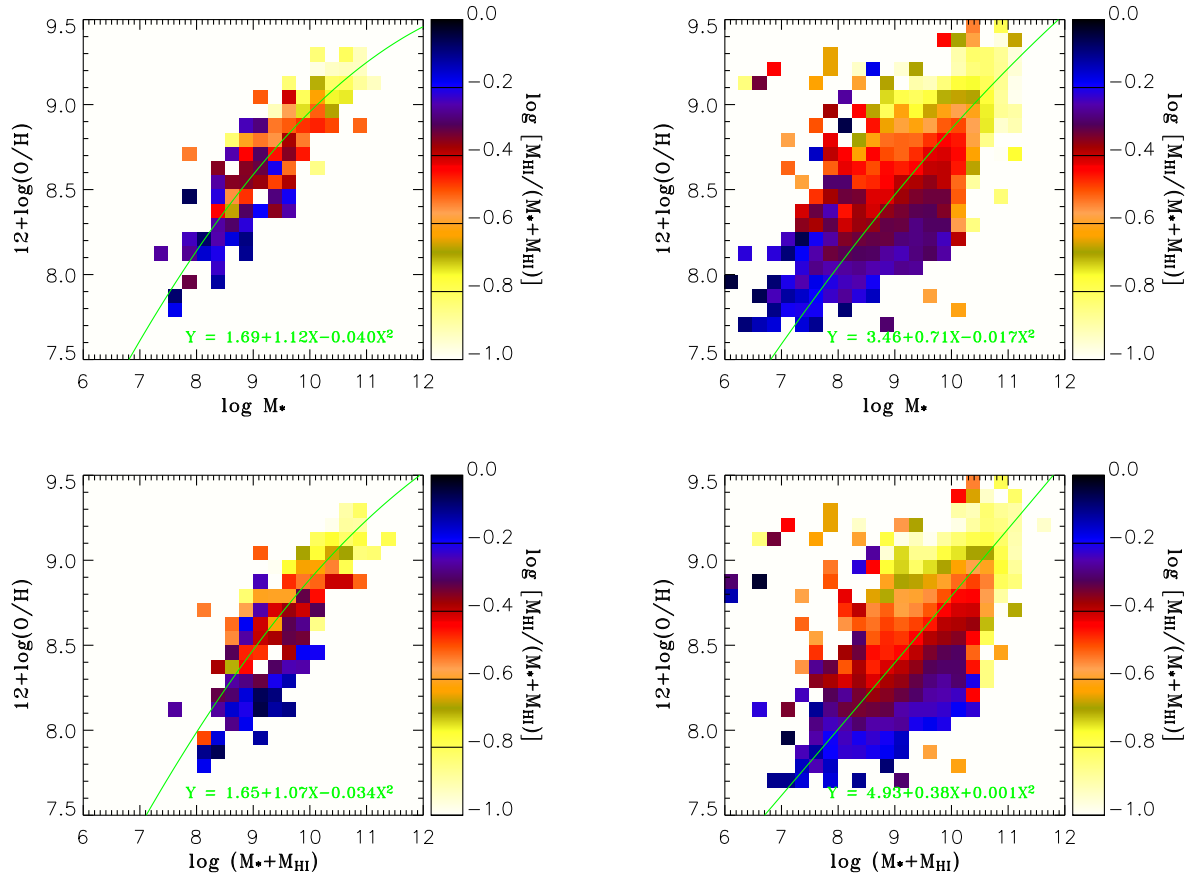 9.5
9.0
8.5
8.0
7.5
12+log(O/H)
6 7 8 9 10 11 12
log M*
Y = 1.69+1.12X-0.040X²
0.0
-0.2
-0.4
-0.6
-0.8
-1.0
log [M_HI/(M*+M_HI)]
9.5
9.0
8.5
8.0
7.5
12+log(O/H)
6 7 8 9 10 11 12
log M*
Y = 3.46+0.71X-0.017X²
0.0
-0.2
-0.4
-0.6
-0.8
-1.0
log [M_HI/(M*+M_HI)]
9.5
9.0
8.5
8.0
7.5
12+log(O/H)
6 7 8 9 10 11 12
log (M*+M_HI)
Y = 1.65+1.07X-0.034X²
0.0
-0.2
-0.4
-0.6
-0.8
-1.0
log [M_HI/(M*+M_HI)]
9.5
9.0
8.5
8.0
7.5
12+log(O/H)
6 7 8 9 10 11 12
log (M*+M_HI)
Y = 4.93+0.38X+0.001X²
0.0
-0.2
-0.4
-0.6
-0.8
-1.0
log [M_HI/(M*+M_HI)]